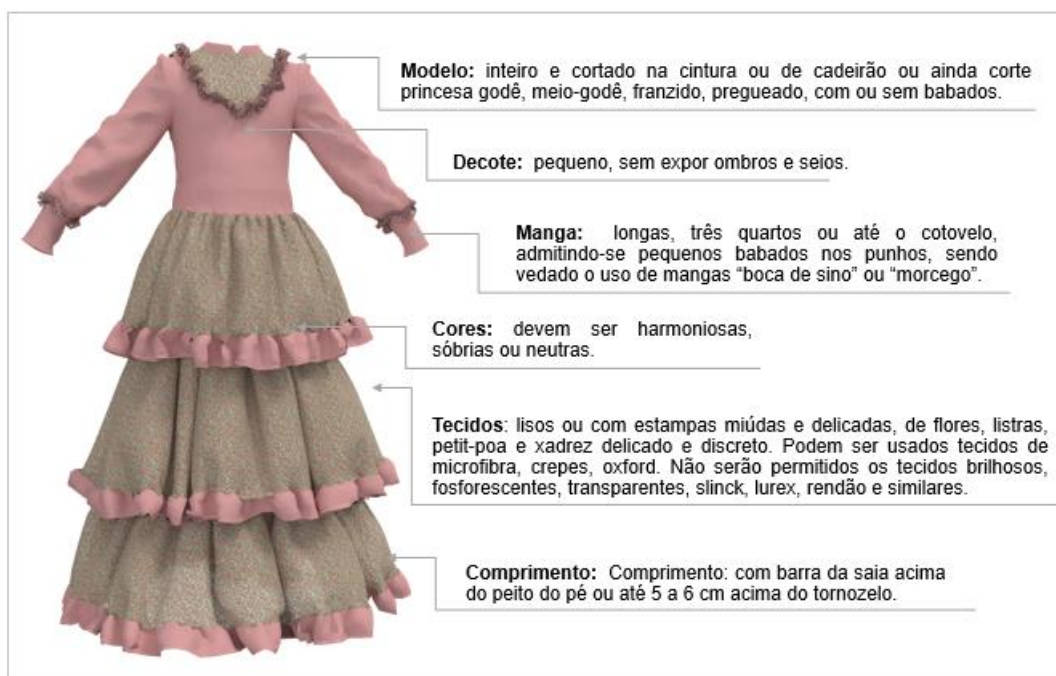 Modelo: inteiro e cortado na cintura ou de cadeirão ou ainda corte
princesa godê, meio-godê, franzido, pregueado, com ou sem babados.
Decote: pequeno, sem expor ombros e seios.
Manga: longas, três quartos ou até o cotovelo,
admitindo-se pequenos babados nos punhos, sendo
vedado o uso de mangas “boca de sino” ou “morcego”.
Cores: devem ser harmoniosas,
sóbrias ou neutras.
Tecidos: lisos ou com estampas miúdas e delicadas, de flores, listras,
petit-poa e xadrez delicado e discreto. Podem ser usados tecidos de
microfibra, crepes, oxford. Não serão permitidos os tecidos brilhosos,
fosforescentes, transparentes, slinck, lurex, rendão e similares.
Comprimento: Comprimento: com barra da saia acima
do peito do pé ou até 5 a 6 cm acima do tornozelo.